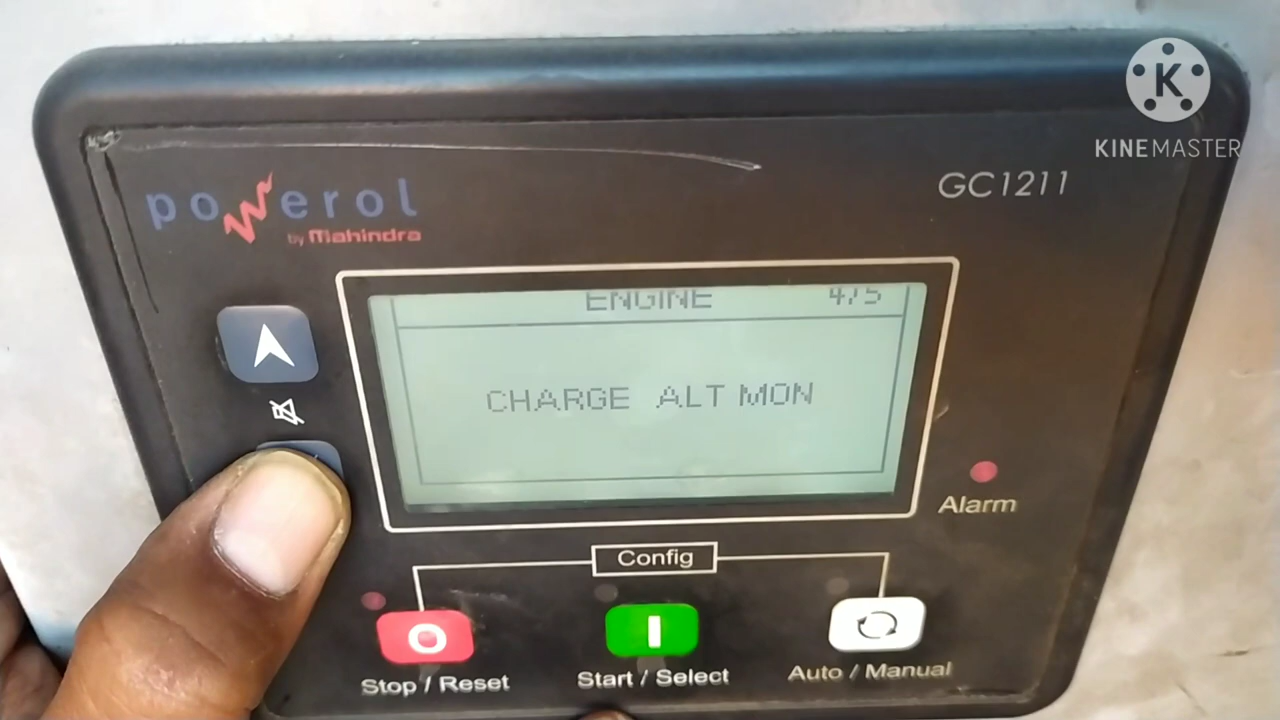 K
KINEMASTER
powerol
by Mahindra
GC1211
ENGINE 4/5
CHARGE ALT MON
Alarm
Config
Stop / Reset
Start / Select
Auto / Manual